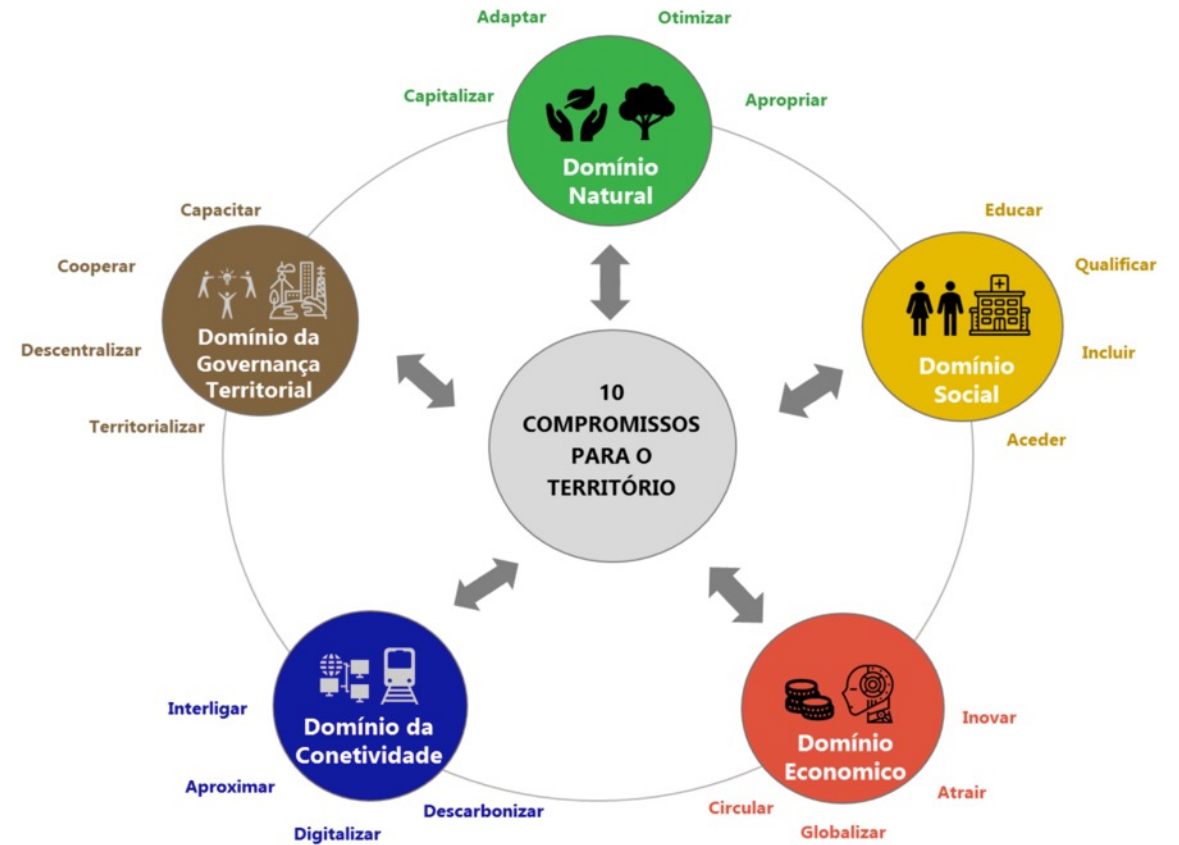 Adaptar
Otimizar
Capitalizar
Apropriar
Domínio
Natural
Capacitar
Cooperar
Descentralizar
Territorializar
Domínio da
Governança
Territorial
Educar
Qualificar
Incluir
Aceder
Domínio
Social
10
COMPROMISSOS
PARA O
TERRITÓRIO
Interligar
Aproximar
Digitalizar
Descarbonizar
Domínio da
Conetividade
Domínio
Economico
Inovar
Atrair
Globalizar
Circular